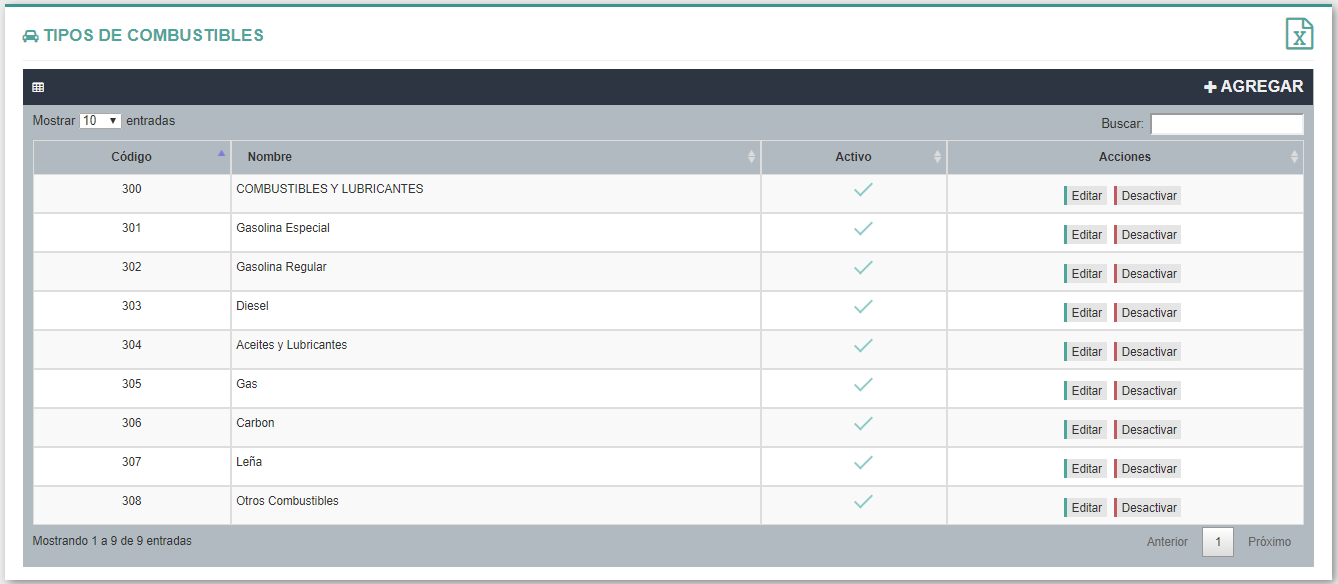 TIPOS DE COMBUSTIBLES
X
AGREGAR
Mostrar 10 entradas
Buscar:
Código Nombre Activo Acciones
300 COMBUSTIBLES Y LUBRICANTES Editar Desactivar
301 Gasolina Especial Editar Desactivar
302 Gasolina Regular Editar Desactivar
303 Diesel Editar Desactivar
304 Aceites y Lubricantes Editar Desactivar
305 Gas Editar Desactivar
306 Carbon Editar Desactivar
307 Leña Editar Desactivar
308 Otros Combustibles Editar Desactivar
Mostrando 1 a 9 de 9 entradas
Anterior 1 Próximo